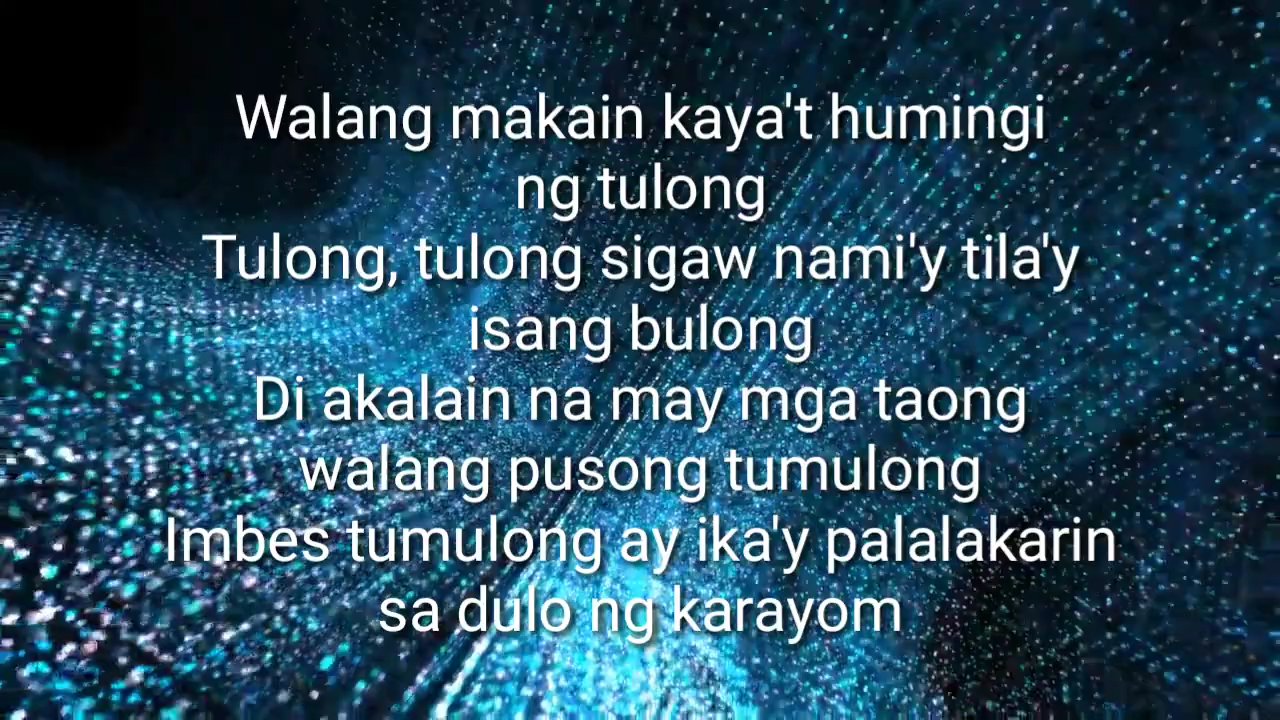 Walang makain kaya't humingi
ng tulong
Tulong, tulong sigaw nami'y tila'y
isang bulong
Di akalain na may mga taong
walang pusong tumulong
Imbes tumulong ay ika'y palalakarin
sa dulo ng karayom